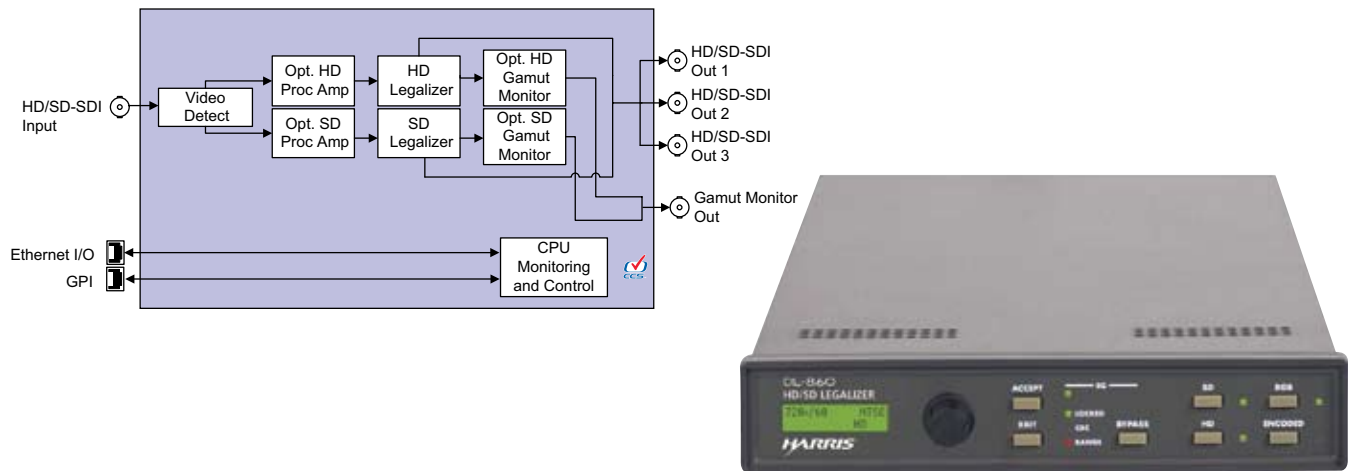 HD/SD-SDI
Input
Video
Detect
Opt. HD
Proc Amp
HD
Legalizer
Opt. HD
Gamut
Monitor
Opt. SD
Proc Amp
SD
Legalizer
Opt. SD
Gamut
Monitor
HD/SD-SDI
Out 1
HD/SD-SDI
Out 2
HD/SD-SDI
Out 3
Gamut Monitor
Out
Ethernet I/O
GPI
CPU
Monitoring
and Control
CCS
DL-860
HD/SD LEGALIZER
720p/60 NTSC
HD
HARRIS
ACCEPT
EXIT
LOCKED
CRC
GAMUT
BYPASS
SD
HD
RGB
ENCODED